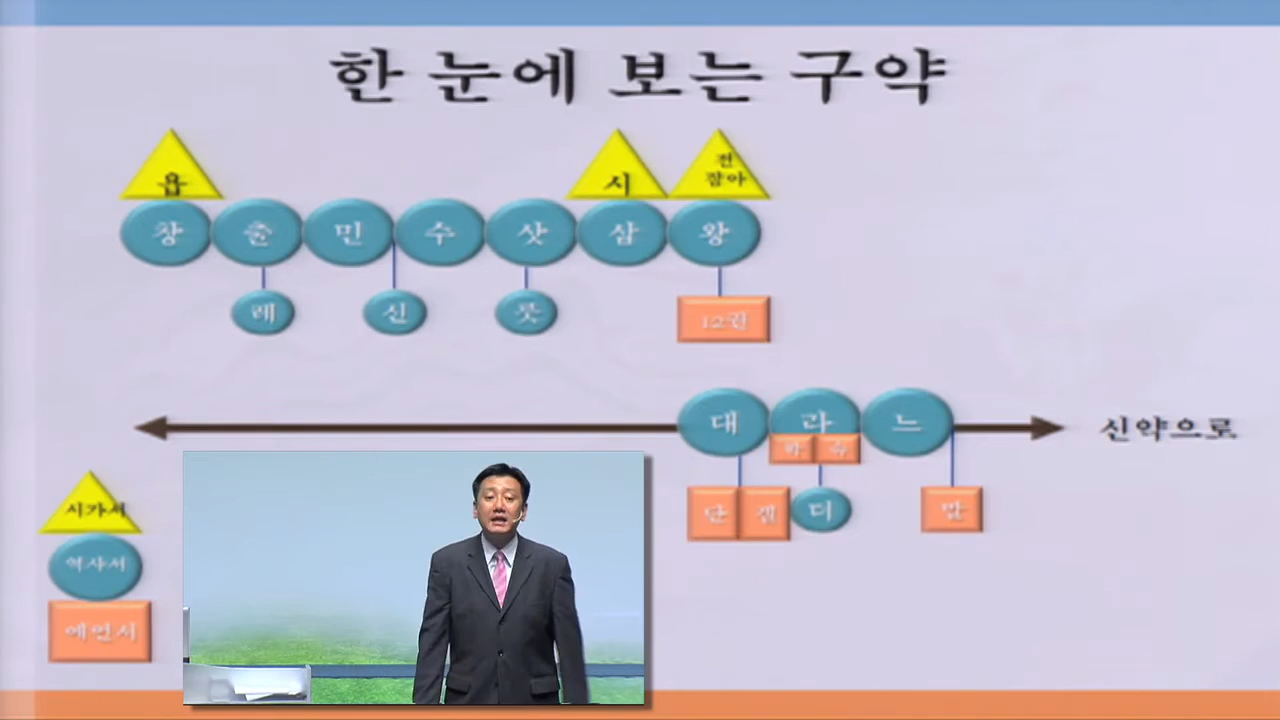 한 눈에 보는 구약
욥
시
전
잠아
창 출 민 수 삿 삼 왕
레 신 룻
12권
대 라 느
신약으로
하 슥
단 겔 디 말
시가서
역사서
예언서